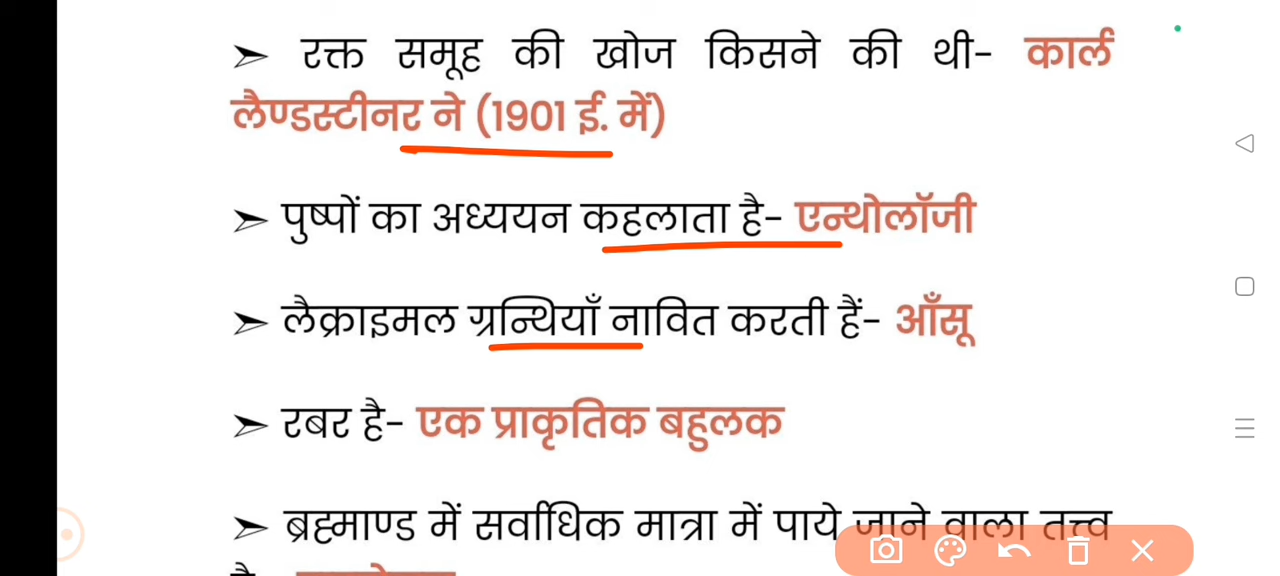 ➢ रक्त समूह की खोज किसने की थी- कार्ल
लैण्डस्टीनर ने (1901 ई. में)
➢ पुष्पों का अध्ययन कहलाता है- एन्थोलॉजी
➢ लैक्राइमल ग्रन्थियाँ नावित करती हैं- आँसू
➢ रबर है- एक प्राकृतिक बहुलक
➢ ब्रह्माण्ड में सर्वाधिक मात्रा में पाये जाने वाला तत्त्व
है-